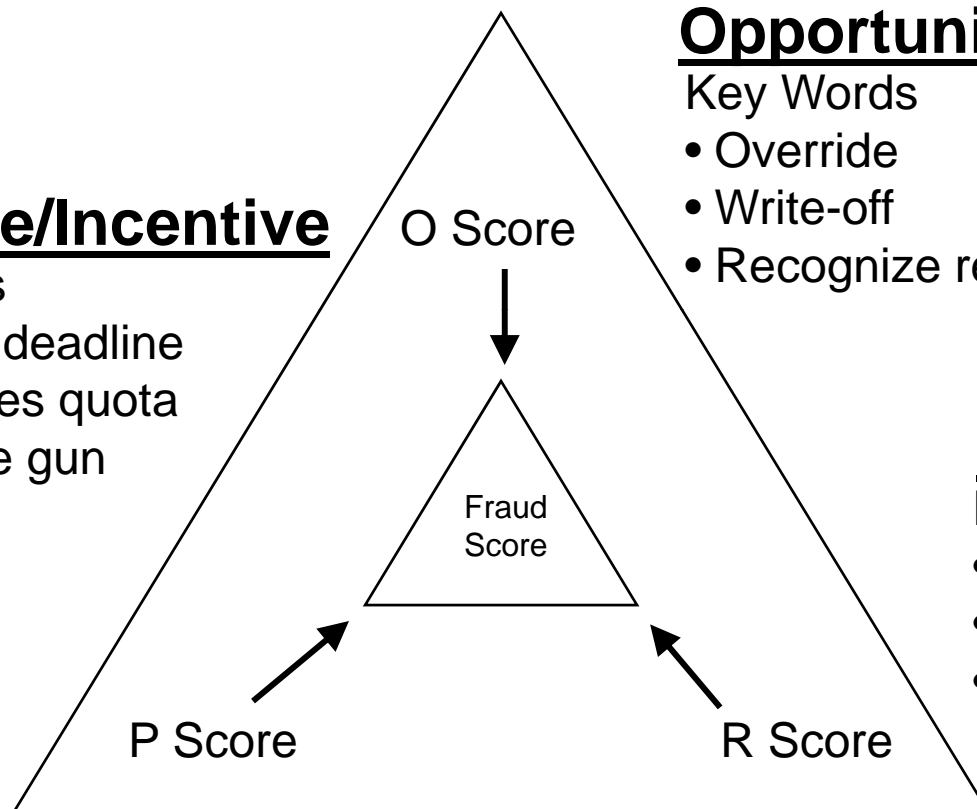 Opportuni
Key Words
• Override
• Write-off
• Recognize re
e/Incentive
s
deadline
es quota
e gun
O Score
Fraud
Score
P Score
R Score
•
•
•